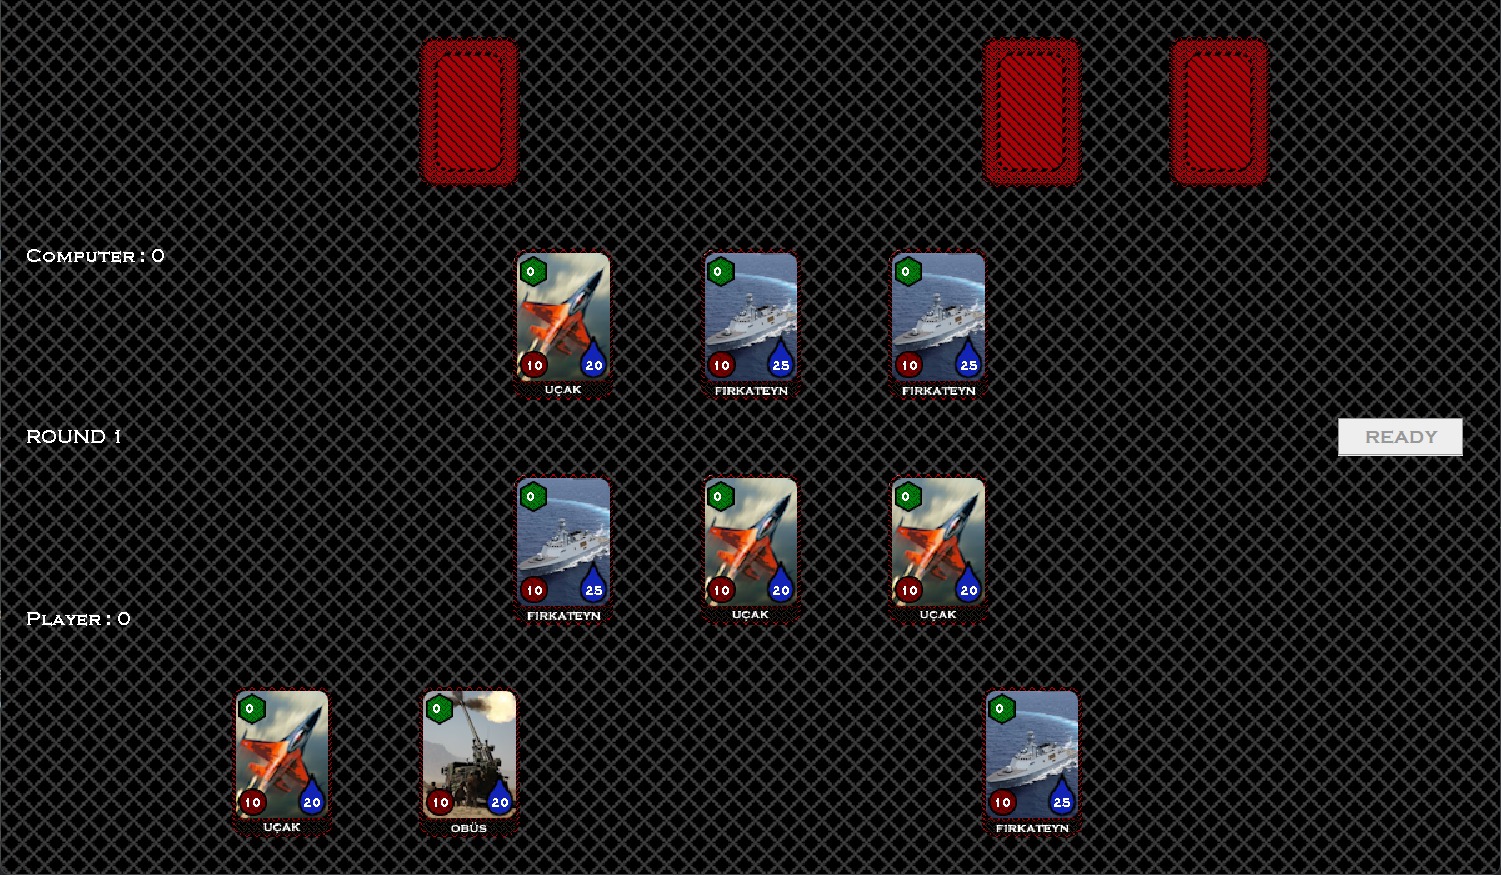 COMPUTER : 0
0 0 0
10 20 10 25 10 25
UÇAK FIRKATEYN FIRKATEYN
ROUND 1
READY
0 0 0
10 25 10 20 10 20
FIRKATEYN UÇAK UÇAK
PLAYER : 0
0 0 0
10 20 10 20 10 25
UÇAK OBÜS FIRKATEYN